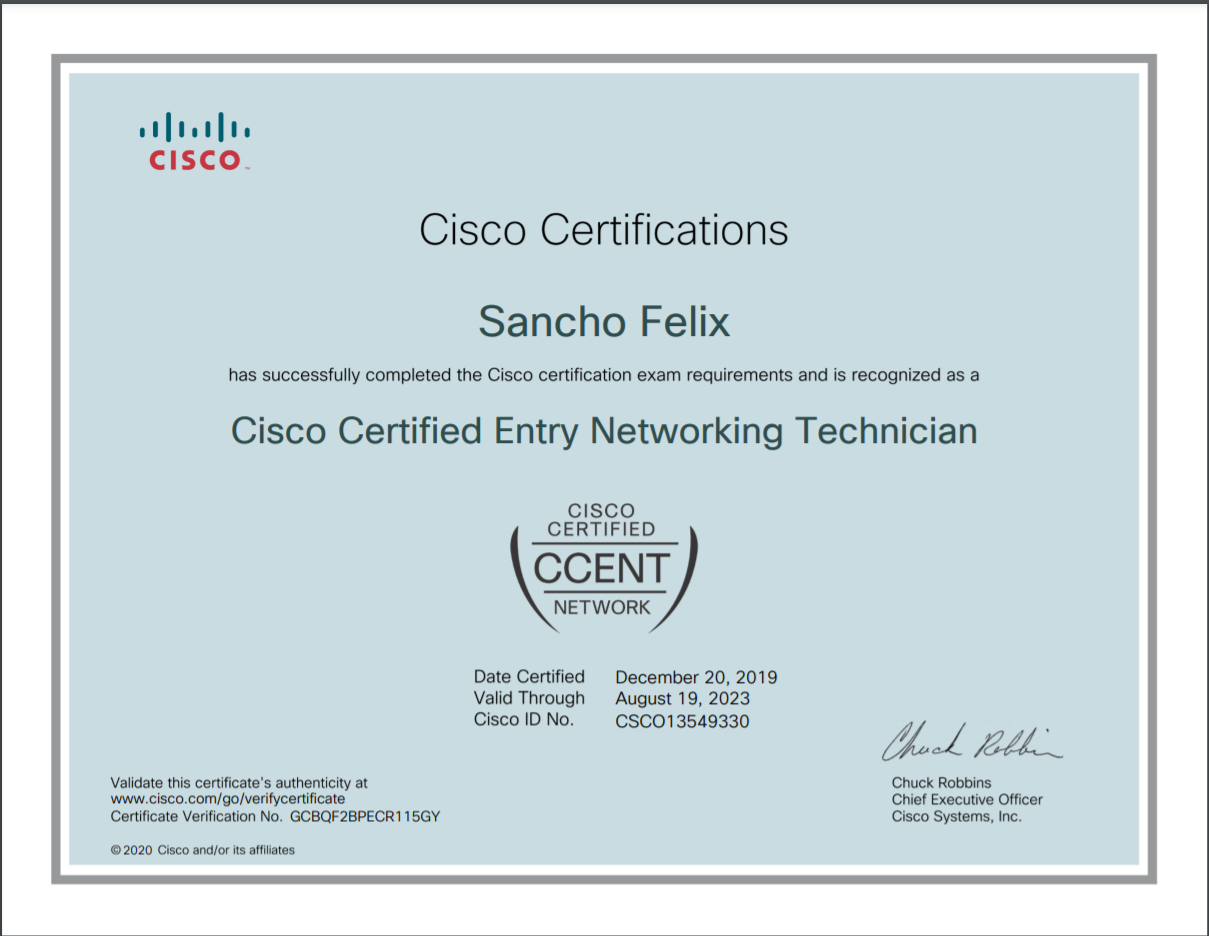 CISCO™
Cisco Certifications
Sancho Felix
has successfully completed the Cisco certification exam requirements and is recognized as a
Cisco Certified Entry Networking Technician
CISCO
CERTIFIED
CCENT
NETWORK
Date Certified December 20, 2019
Valid Through August 19, 2023
Cisco ID No. CSCO13549330
Chuck Robbins
Validate this certificate's authenticity at
www.cisco.com/go/verifycertificate
Certificate Verification No. GCBQF2BPECR115GY
Chuck Robbins
Chief Executive Officer
Cisco Systems, Inc.
© 2020 Cisco and/or its affiliates